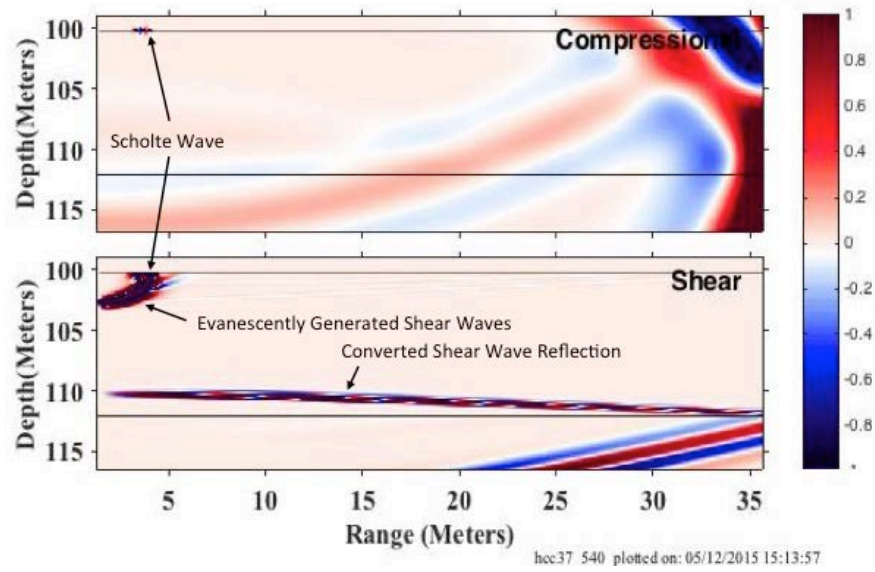 100
105
110
115
Depth(Meters)
Compressional
Scholte Wave
100
105
110
115
Depth(Meters)
Shear
Evanescently Generated Shear Waves
Converted Shear Wave Reflection
5 10 15 20 25 30 35
Range (Meters)
1
0.8
0.6
0.4
0.2
0
-0.2
-0.4
-0.6
-0.8
hcc37_540 plotted on: 05/12/2015 15:13:57